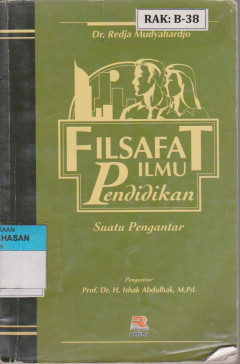 RAK: B-38
Dr. Redja Mudyahardjo
FILSAFAT
ILMU
Pendidikan
Suatu Pengantar
HASAN
Pengantar
Prof. Dr. H. Ishak Abdulhak, M.Pd.